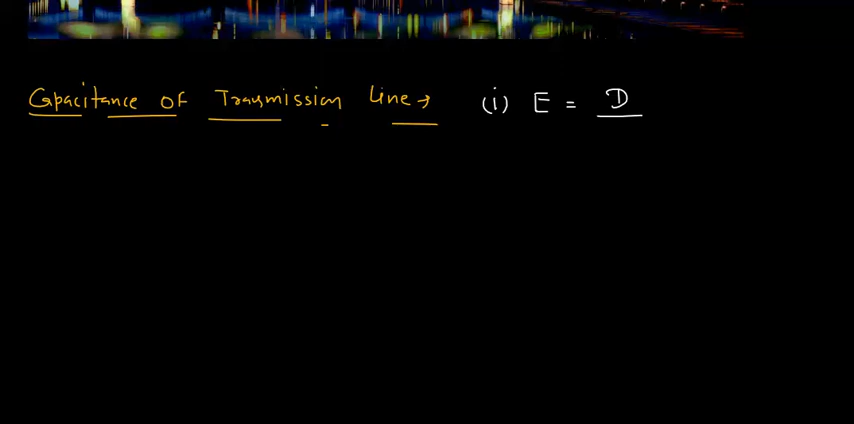 Capacitance of Transmission line → (i) E = D